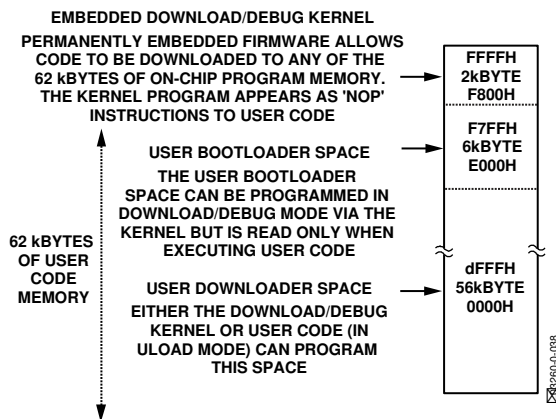 EMBEDDED DOWNLOAD/DEBUG KERNEL
PERMANENTLY EMBEDDED FIRMWARE ALLOWS
CODE TO BE DOWNLOADED TO ANY OF THE
62 kBYTES OF ON-CHIP PROGRAM MEMORY.
THE KERNEL PROGRAM APPEARS AS 'NOP'
INSTRUCTIONS TO USER CODE
FFFFH
2kBYTE
F800H
USER BOOTLOADER SPACE
THE USER BOOTLOADER
SPACE CAN BE PROGRAMMED IN
DOWNLOAD/DEBUG MODE VIA THE
KERNEL BUT IS READ ONLY WHEN
EXECUTING USER CODE
F7FFH
6kBYTE
E000H
62 kBYTES
OF USER
CODE
MEMORY
USER DOWNLOADER SPACE
EITHER THE DOWNLOAD/DEBUG
KERNEL OR USER CODE (IN
ULOAD MODE) CAN PROGRAM
THIS SPACE
dFFFH
56kBYTE
0000H
3260-0-038